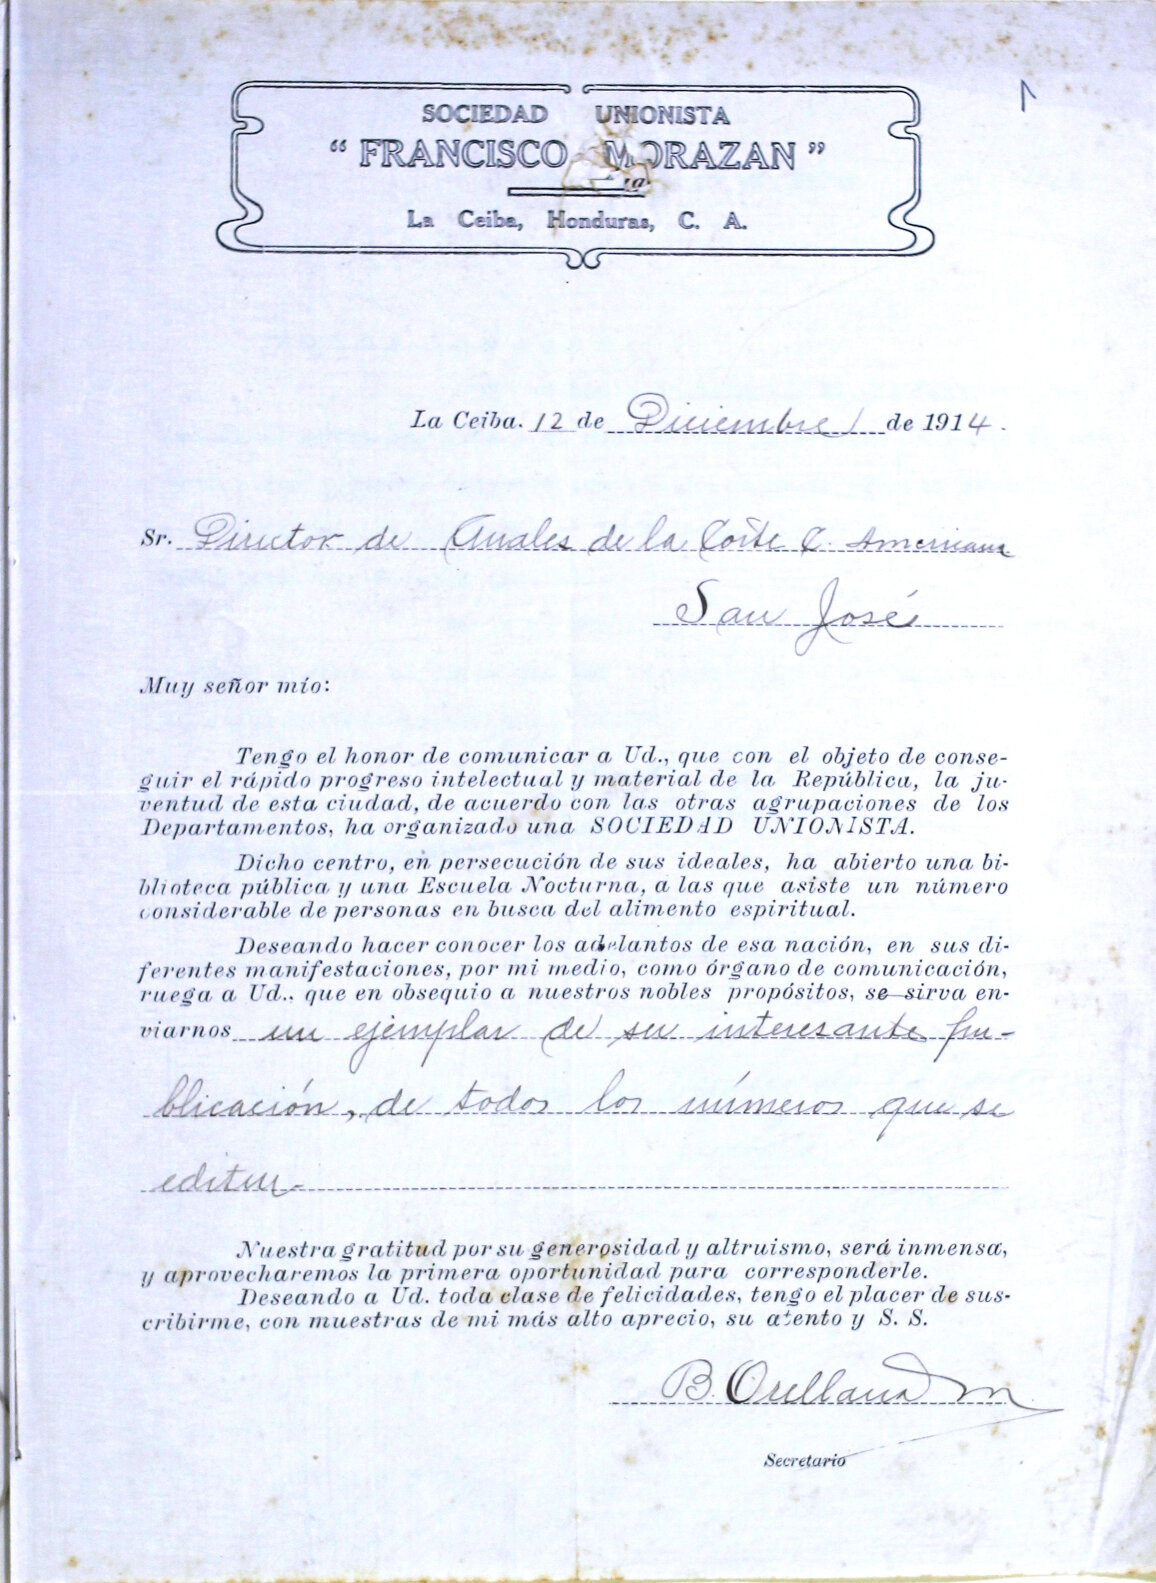 SOCIEDAD UNIONISTA
“FRANCISCO MORAZAN”
La Ceiba, Honduras, C. A.
La Ceiba. 12 de Diciembre de 1914.
Sr. Director de Anales de la Corte C. Americana
San José
Muy señor mío:
Tengo el honor de comunicar a Ud., que con el objeto de conse-
guir el rápido progreso intelectual y material de la República, la ju-
ventud de esta ciudad, de acuerdo con las otras agrupaciones de los
Departamentos, ha organizado una SOCIEDAD UNIONISTA.
Dicho centro, en persecución de sus ideales, ha abierto una bi-
blioteca pública y una Escuela Nocturna, a las que asiste un número
considerable de personas en busca del alimento espiritual.
Deseando hacer conocer los adelantos de esa nación, en sus di-
ferentes manifestaciones, por mi medio, como órgano de comunicación,
ruega a Ud., que en obsequio a nuestros nobles propósitos, se sirva en-
viarnos un ejemplar de su interesante pu-
blicación, de todos los números que se
editen.
Nuestra gratitud por su generosidad y altruismo, será inmensa,
y aprovecharemos la primera oportunidad para corresponderle.
Deseando a Ud. toda clase de felicidades, tengo el placer de sus-
cribirme, con muestras de mi más alto aprecio, su atento y S. S.
B. Orellana M
Secretario